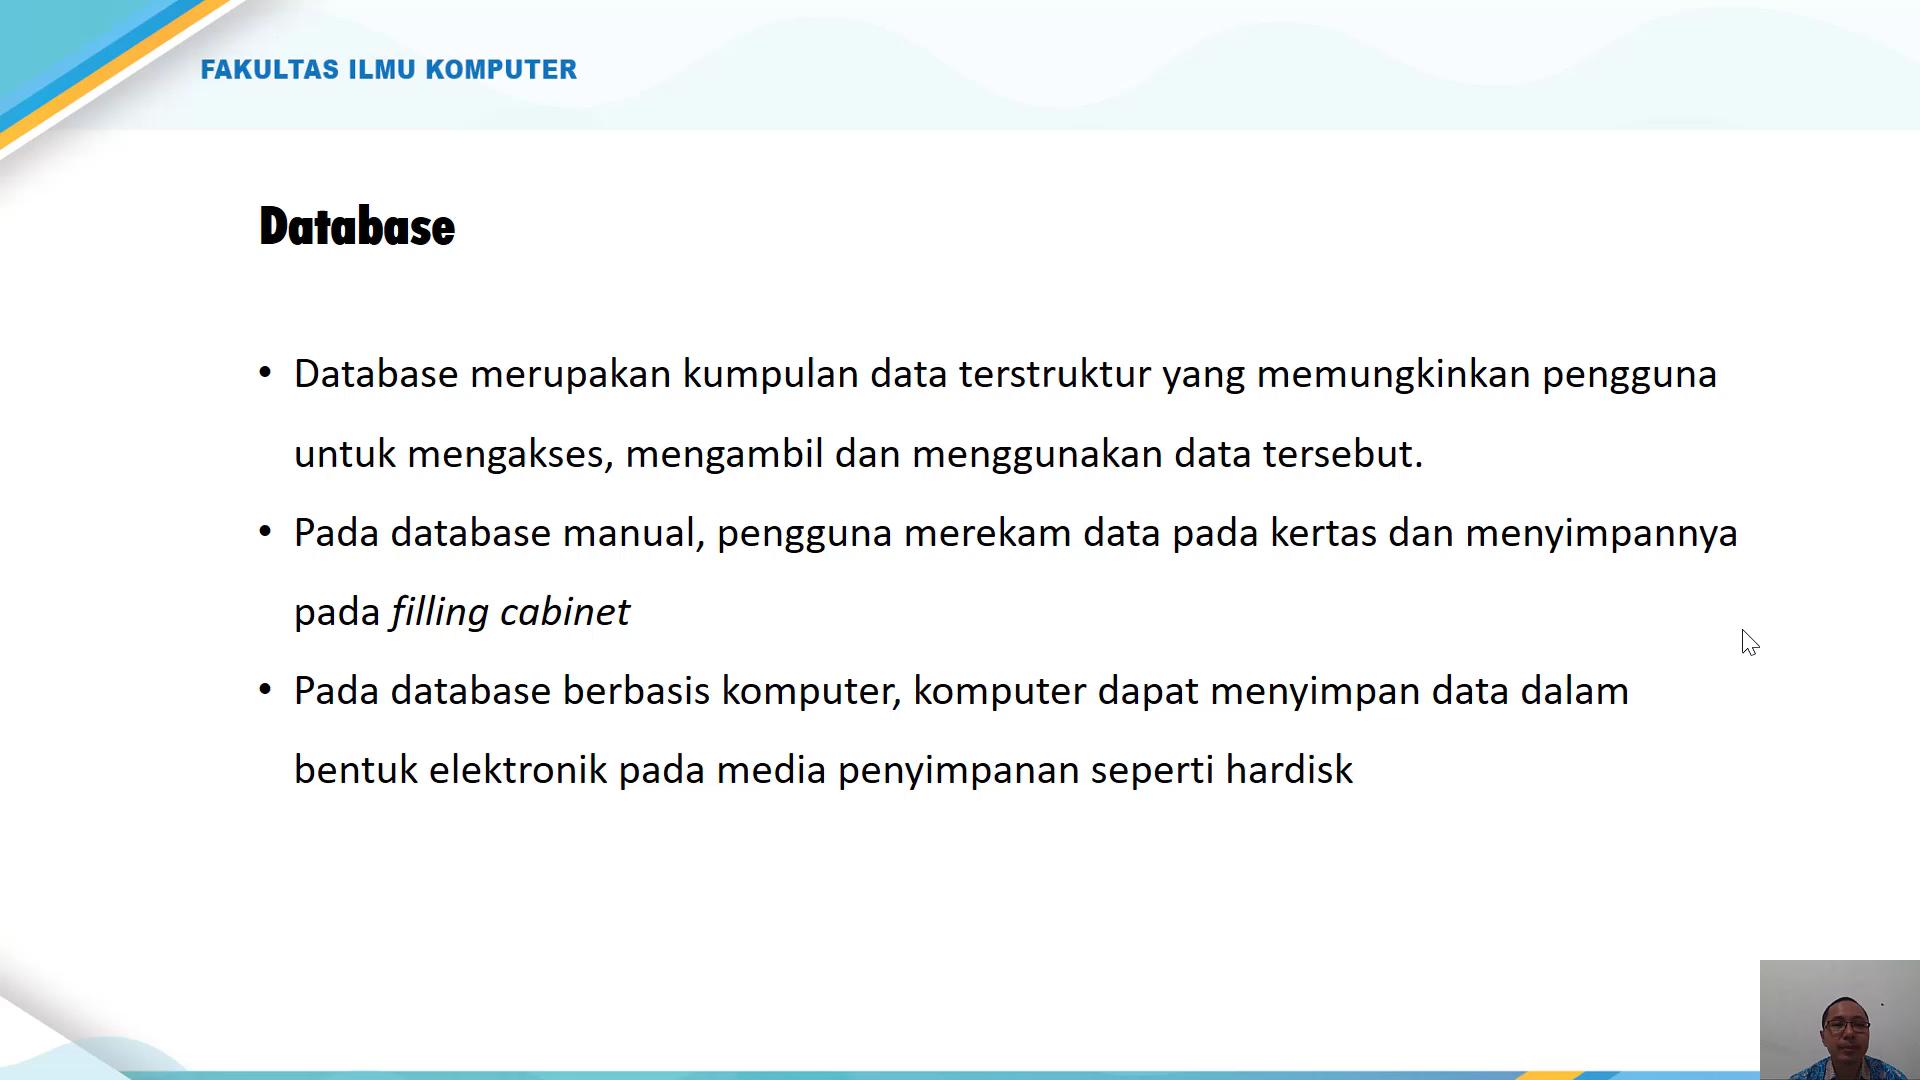 FAKULTAS ILMU KOMPUTER
Database
• Database merupakan kumpulan data terstruktur yang memungkinkan pengguna
untuk mengakses, mengambil dan menggunakan data tersebut.
• Pada database manual, pengguna merekam data pada kertas dan menyimpannya
pada filling cabinet
• Pada database berbasis komputer, komputer dapat menyimpan data dalam
bentuk elektronik pada media penyimpanan seperti hardisk